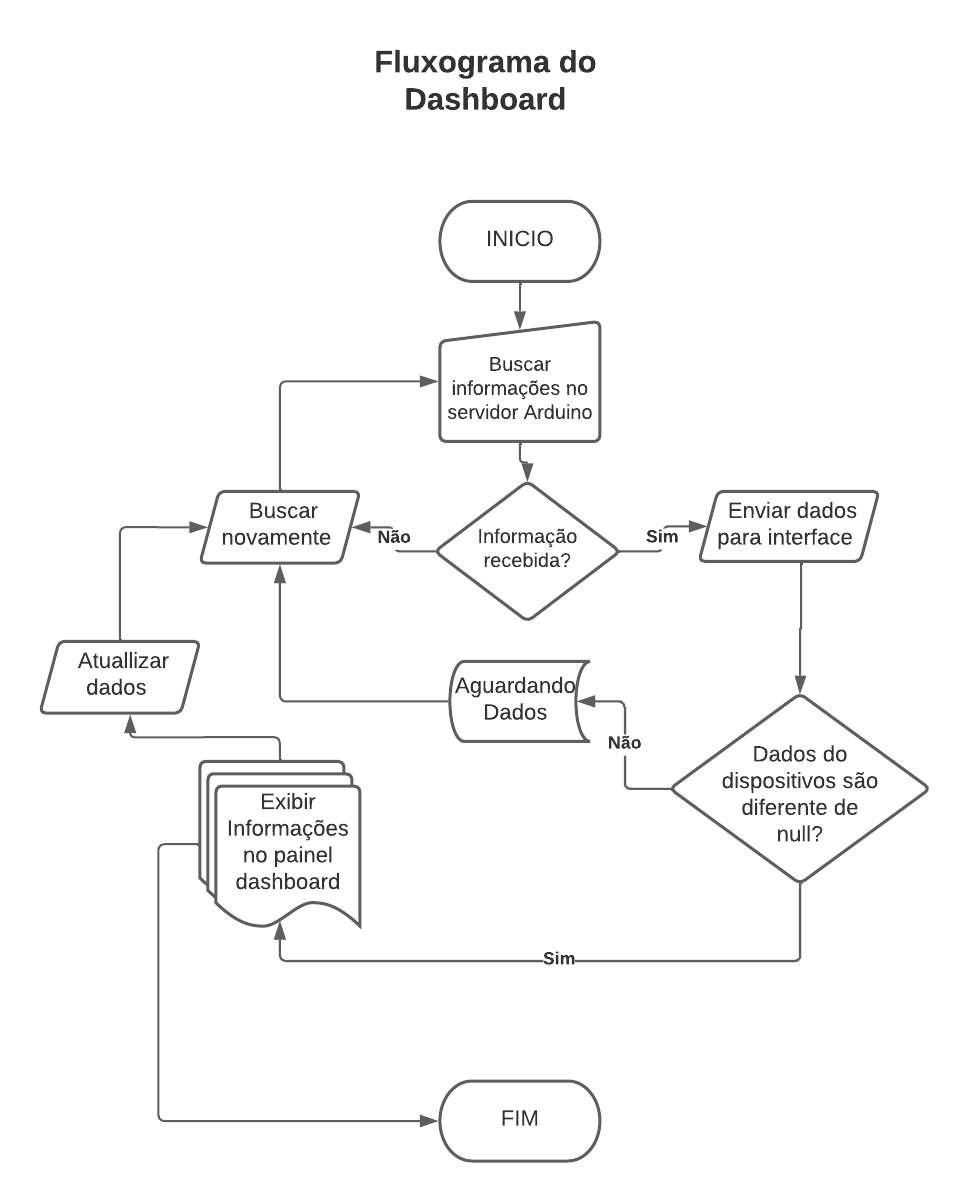 Fluxograma do
Dashboard
INICIO
Buscar
informações no
servidor Arduino
Buscar
novamente
Não
Informação
recebida?
Sim
Enviar dados
para interface
Atuallizar
dados
Aguardando
Dados
Não
Dados do
dispositivos são
diferente de
null?
Exibir
Informações
no painel
dashboard
Sim
FIM